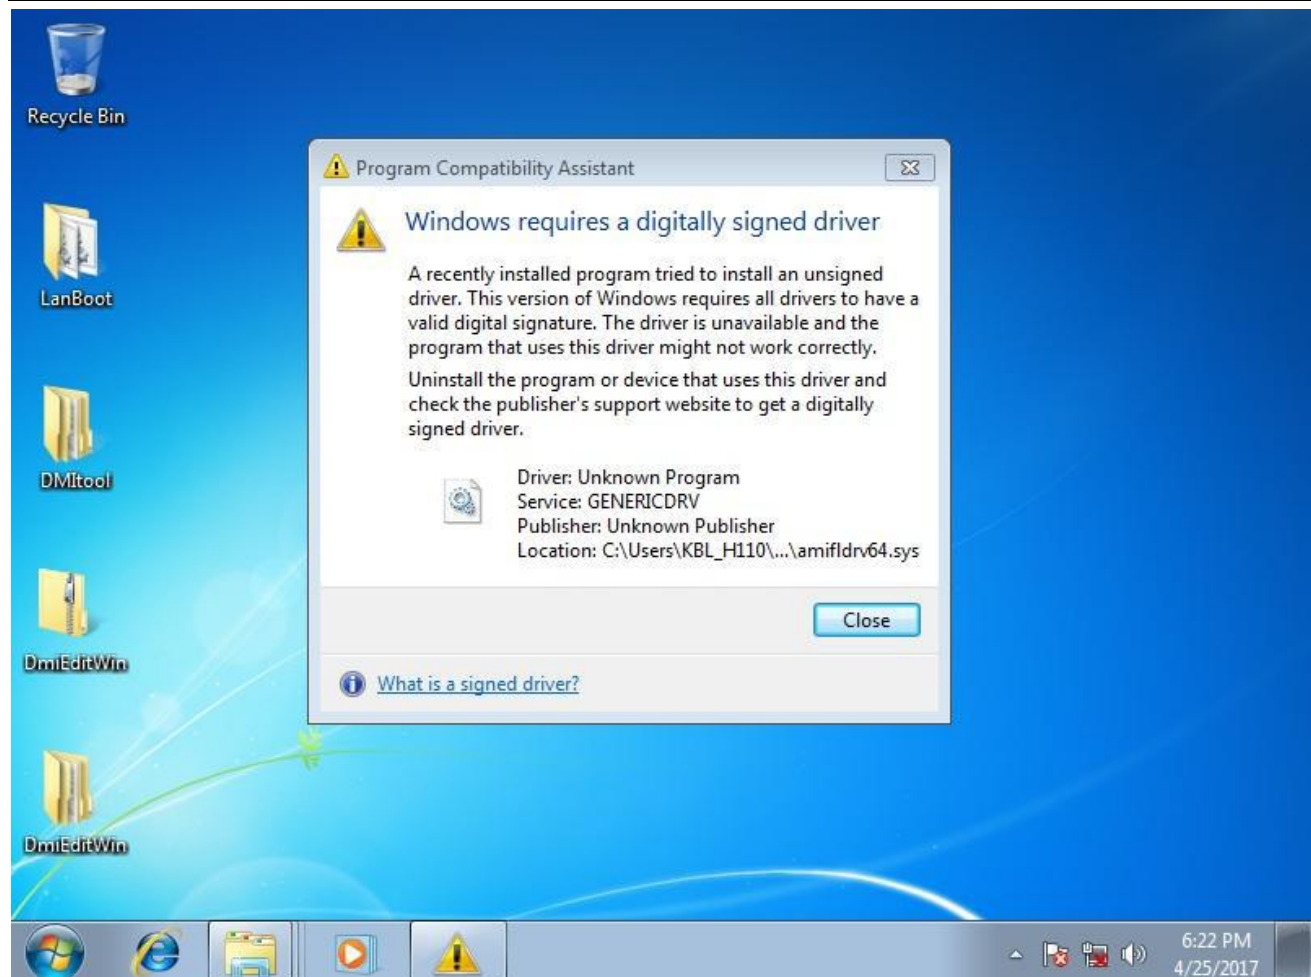 Recycle Bin
LanBoot
DMItool
DmiEditWin
DmiEditWin
Program Compatibility Assistant
Windows requires a digitally signed driver
A recently installed program tried to install an unsigned
driver. This version of Windows requires all drivers to have a
valid digital signature. The driver is unavailable and the
program that uses this driver might not work correctly.
Uninstall the program or device that uses this driver and
check the publisher's support website to get a digitally
signed driver.
Driver: Unknown Program
Service: GENERICDRV
Publisher: Unknown Publisher
Location: C:\Users\KBL_H110\...\amifldrv64.sys
Close
What is a signed driver?
6:22 PM
4/25/2017